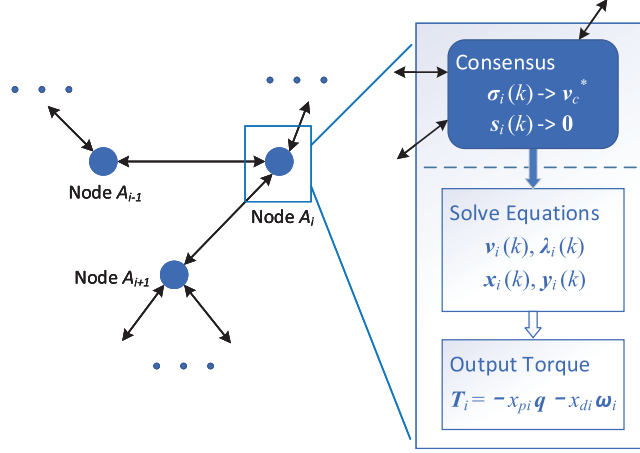 Node A_{i-1}
Node A_i
Node A_{i+1}
Consensus
σ_i(k) -> v_c^*
s_i(k) -> 0
Solve Equations
v_i(k), λ_i(k)
x_i(k), y_i(k)
Output Torque
T_i = -x_{pi} q -x_{di} ω_i